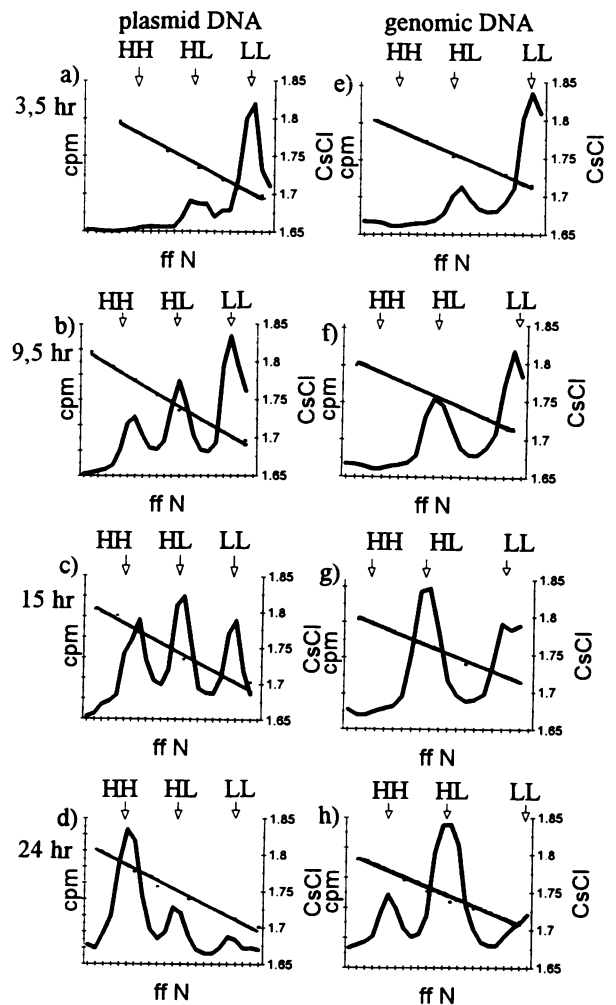 plasmid DNA
genomic DNA
HH HL LL
HH HL LL
a)
e)
3,5 hr
cpm
1.85
1.8
1.75
1.7
1.65
CsCl
cpm
1.85
1.8
1.75
1.7
1.65
CsCl
ff N
ff N
HH HL LL
HH HL LL
b)
f)
9,5 hr
cpm
1.85
1.8
1.75
1.7
1.65
CsCl
cpm
1.85
1.8
1.75
1.7
1.65
CsCl
ff N
ff N
HH HL LL
HH HL LL
c)
g)
15 hr
cpm
1.85
1.8
1.75
1.7
1.65
CsCl
cpm
1.85
1.8
1.75
1.7
1.65
CsCl
ff N
ff N
HH HL LL
HH HL LL
d)
h)
24 hr
cpm
1.85
1.8
1.75
1.7
1.65
CsCl
cpm
1.85
1.8
1.75
1.7
1.65
CsCl
ff N
ff N